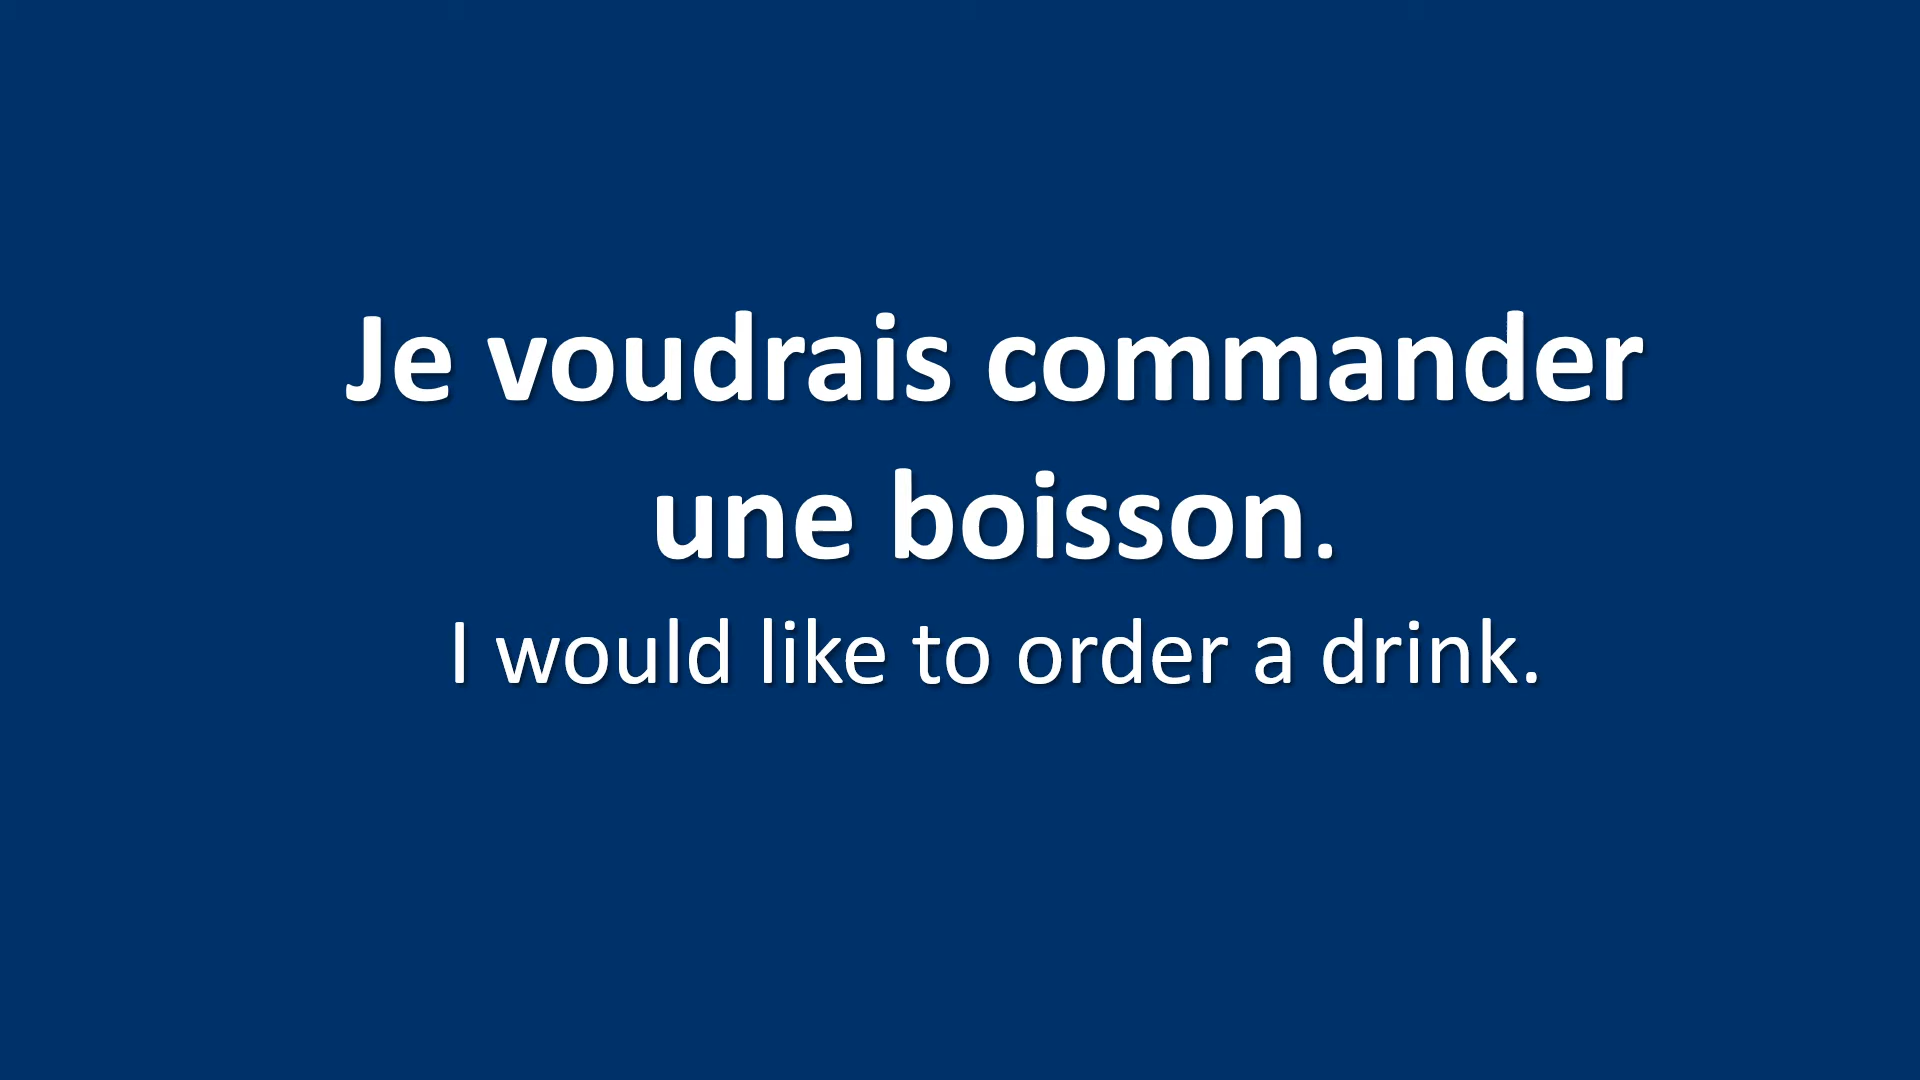 Je voudrais commander
une boisson.
I would like to order a drink.